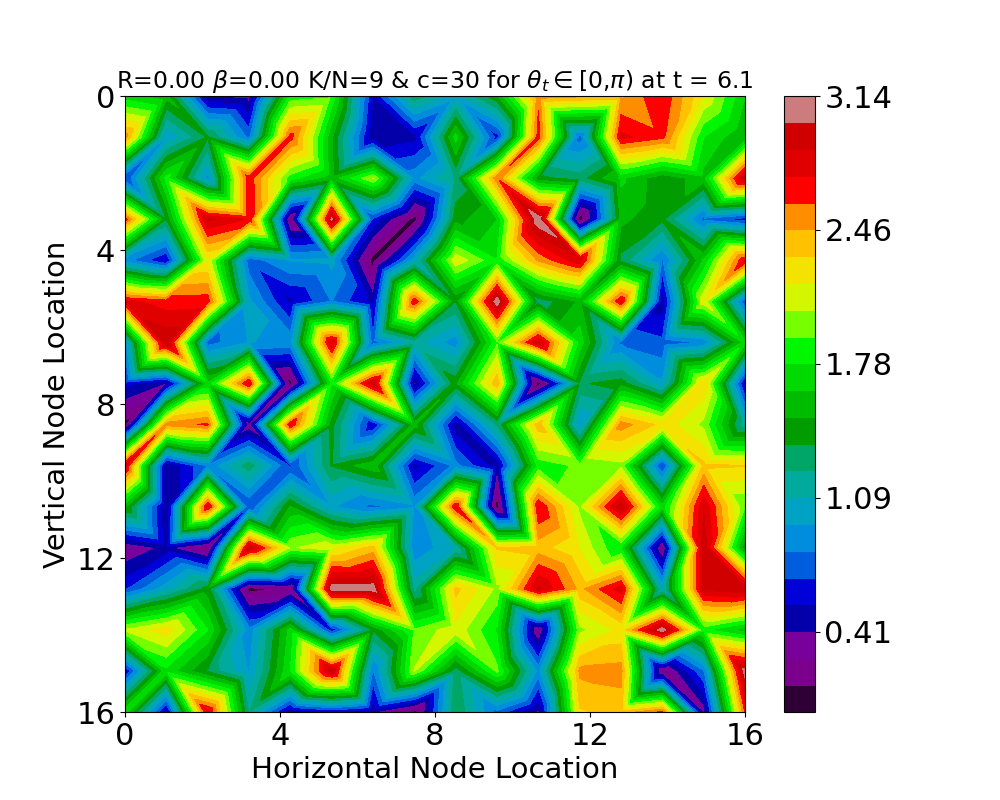 R=0.00 β=0.00 K/N=9 & c=30 for θₜ∈[0,π) at t = 6.1
0
4
8
12
16
0 4 8 12 16
Vertical Node Location
Horizontal Node Location
3.14
2.46
1.78
1.09
0.41